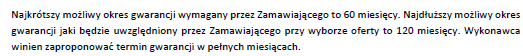 Najkrótszy możliwy okres gwarancji wymagany przez Zamawiającego to 60 miesięcy. Najdłuższy możliwy okres
gwarancji jaki będzie uwzględniony przez Zamawiającego przy wyborze oferty to 120 miesięcy. Wykonawca
winien zaproponować termin gwarancji w pełnych miesiącach.